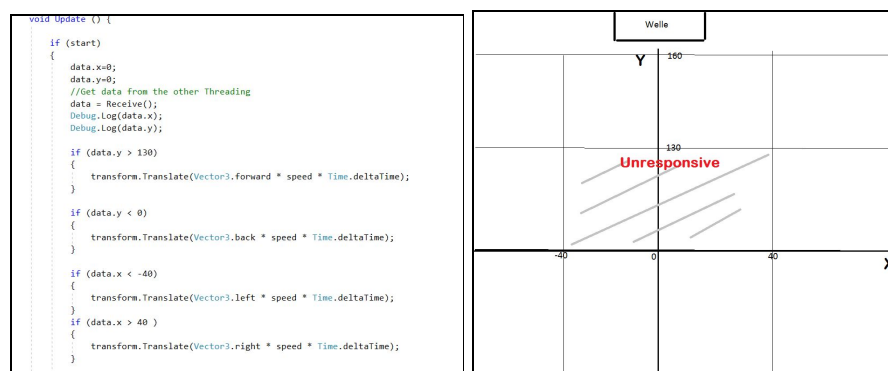 void Update () {
if (start)
{
data.x=0;
data.y=0;
//Get data from the other Threading
data = Receive();
Debug.Log(data.x);
Debug.Log(data.y);
if (data.y > 130)
{
transform.Translate(Vector3.forward * speed * Time.deltaTime);
}
if (data.y < 0)
{
transform.Translate(Vector3.back * speed * Time.deltaTime);
}
if (data.x < -40)
{
transform.Translate(Vector3.left * speed * Time.deltaTime);
}
if (data.x > 40 )
{
transform.Translate(Vector3.right * speed * Time.deltaTime);
}
Welle
Y 160
130
Unresponsive
-40 0 40
X